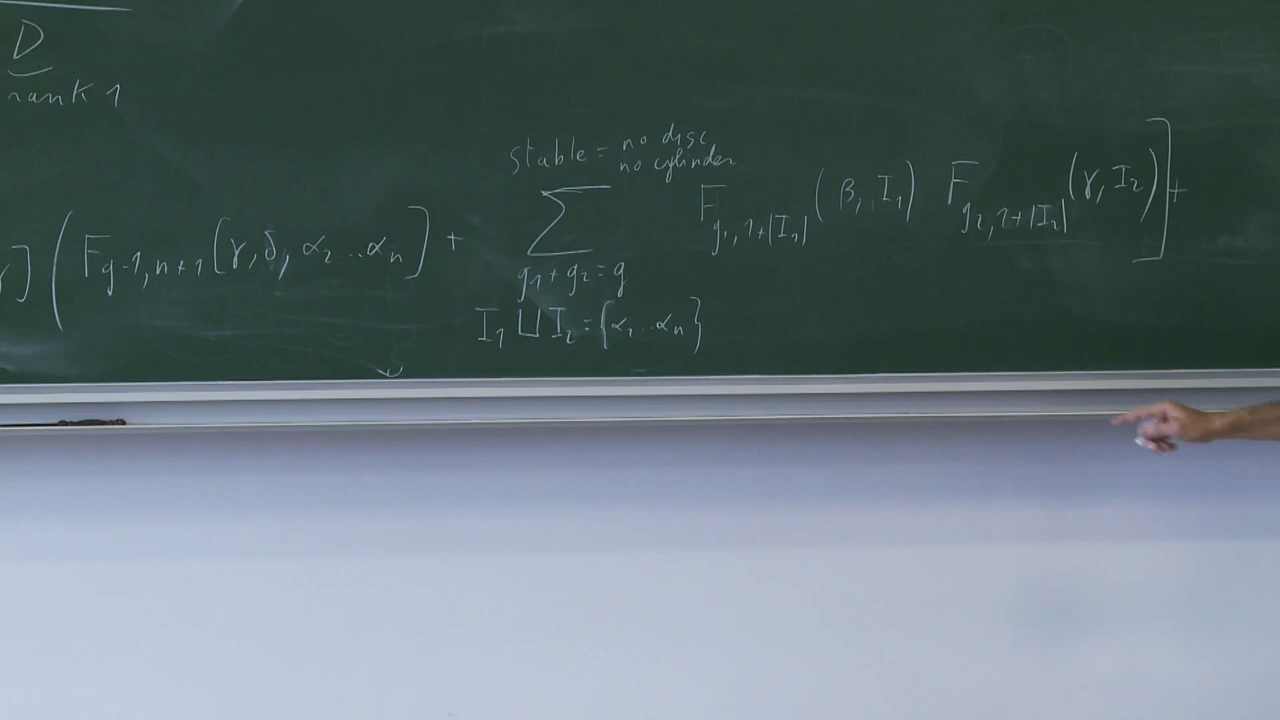 D
rank 1
stable = no disc,
no cylinder
] ( F_{g-1, n+1} (γ, δ, α_2 .. α_n ] + ∑ F_{g_1, 1+|I_1|} (β, I_1) F_{g_2, 1+|I_2|} (γ, I_2) ] +
g_1 + g_2 = g
I_1 ⊔ I_2 = {α_2 .. α_n}